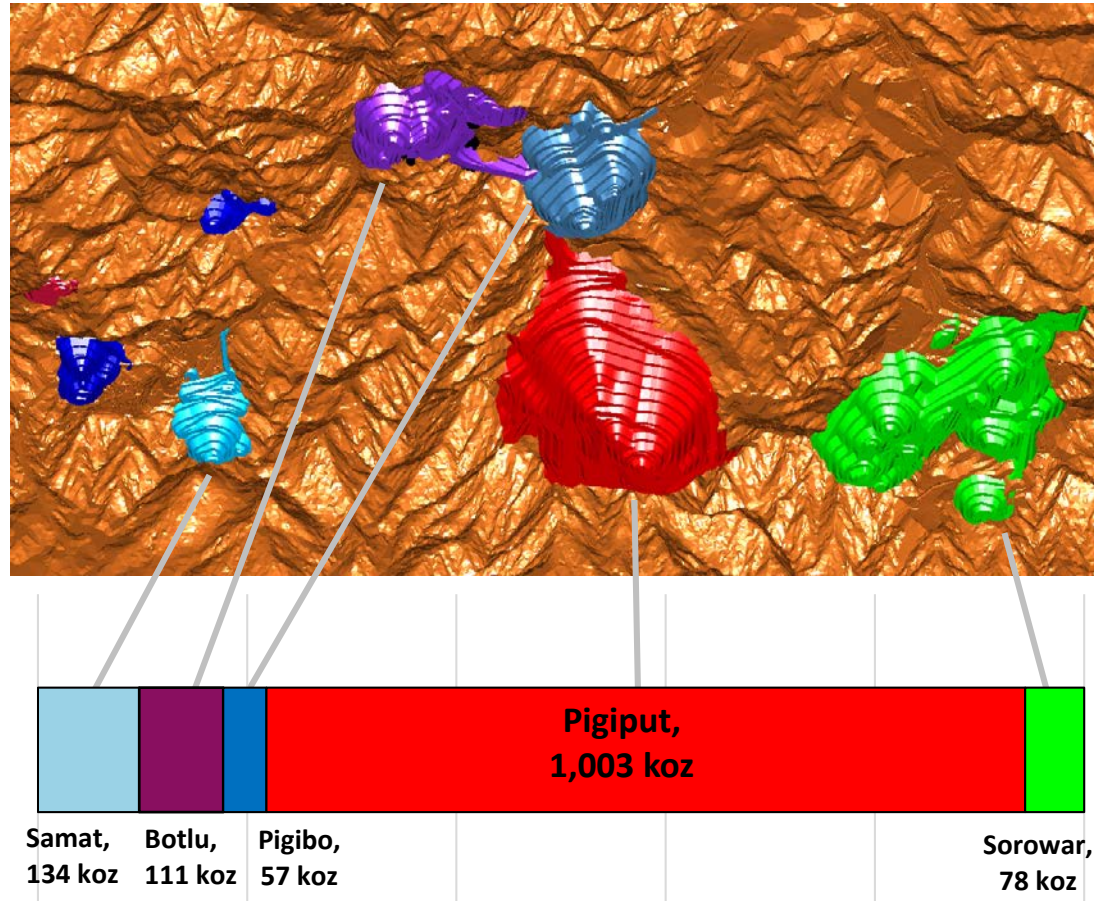 Pigiput,
1,003 koz
Samat,
134 koz
Botlu,
111 koz
Pigibo,
57 koz
Sorowar,
78 koz